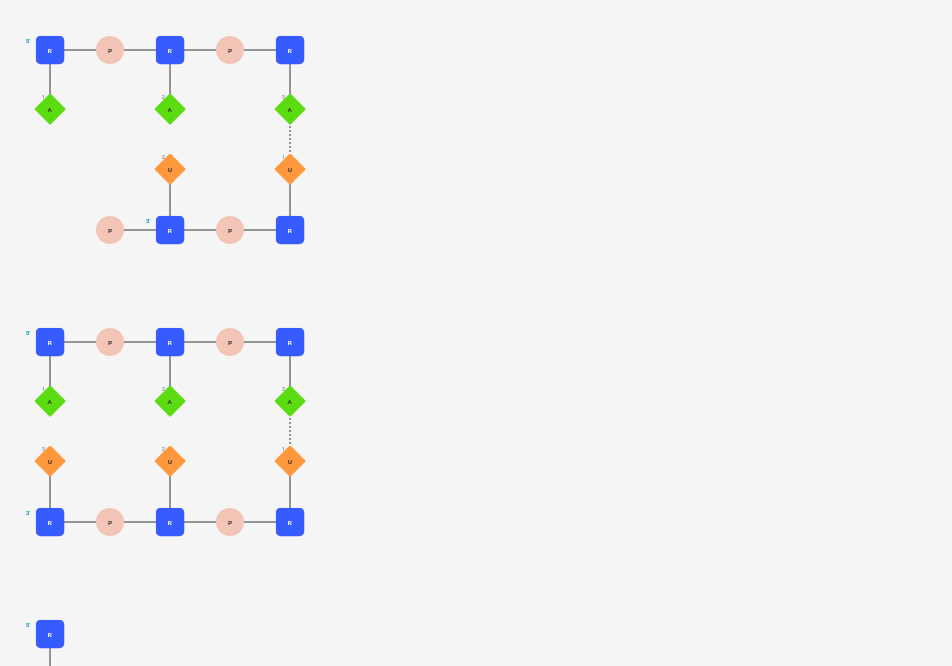 5' R P R P R
1 A 2 A 3 A
2 U 1 U
P 3' R P R
5' R P R P R
1 A 2 A 3 A
3 U 2 U 1 U
3' R P R P R
5' R